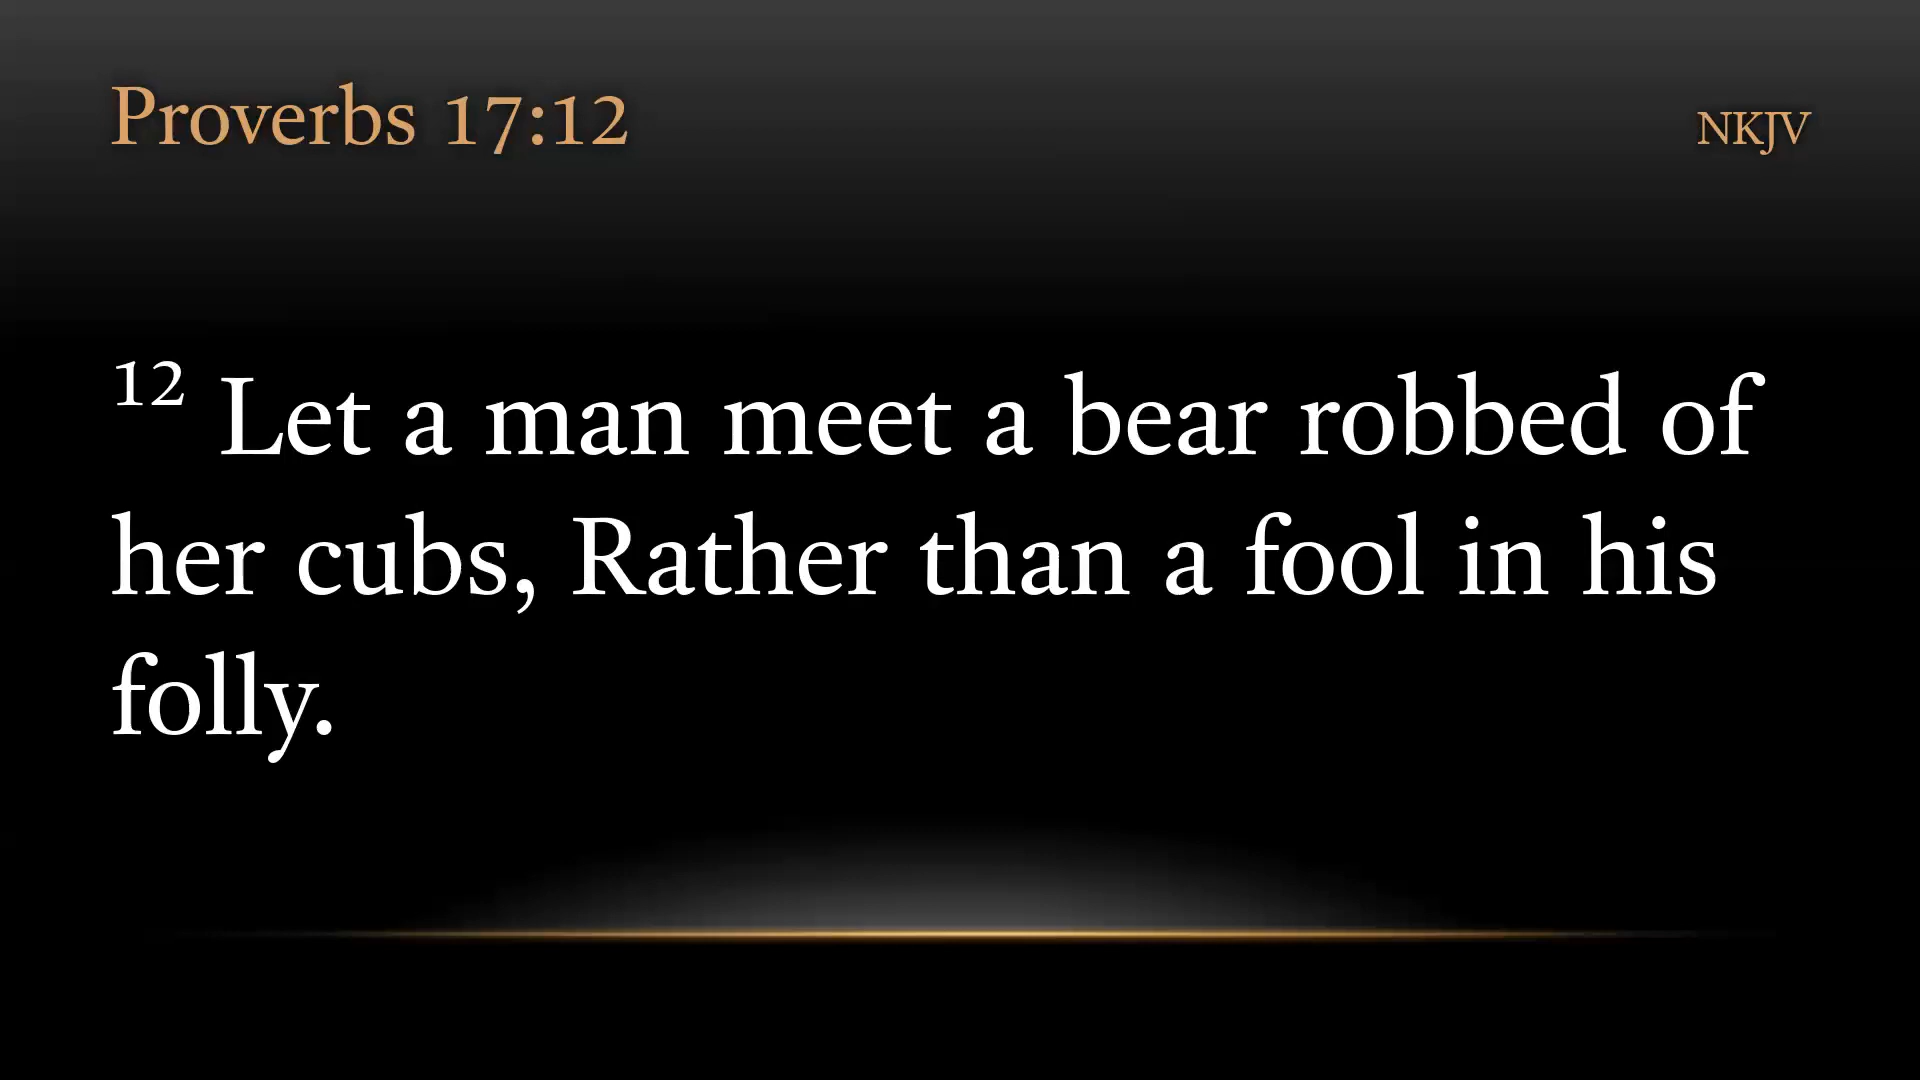 Proverbs 17:12
NKJV
12 Let a man meet a bear robbed of
her cubs, Rather than a fool in his
folly.